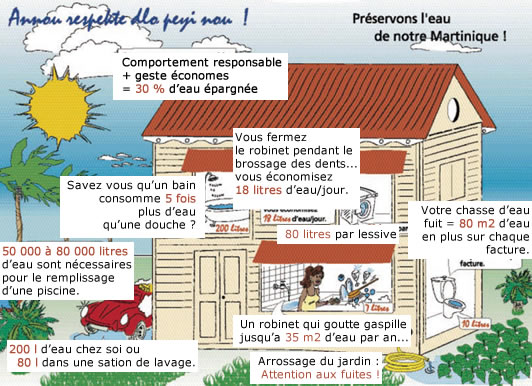 Annou respekte dlo peyi nou !
Préservons l'eau
de notre Martinique !
Comportement responsable
+ geste économes
= 30 % d'eau épargnée
Vous fermez
le robinet pendant le
brossage des dents...
vous économisez
18 litres d'eau/jour.
Savez vous qu'un bain
consomme 5 fois
plus d'eau
qu'une douche ?
200 litres
18 litres d'eau/jour.
80 litres par lessive
Votre chasse d'eau
fuit = 80 m2 d'eau
en plus sur chaque
facture.
facture.
50 000 à 80 000 litres
d'eau sont nécessaires
pour le remplissage
d'une piscine.
7 litres
10 litres
Un robinet qui goutte gaspille
jusqu'a 35 m2 d'eau par an...
200 l d'eau chez soi ou
80 l dans une sation de lavage.
Arrossage du jardin :
Attention aux fuites !